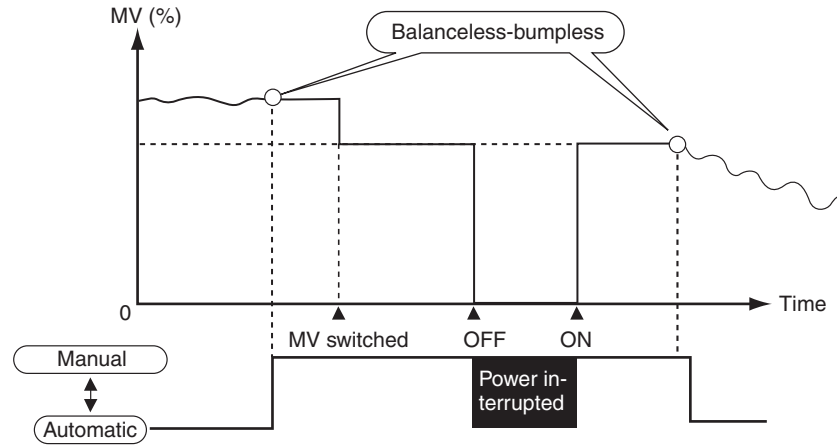 MV (%)
Balanceless-bumpless
0
Time
MV switched
OFF
ON
Manual
Power in-
terrupted
Automatic